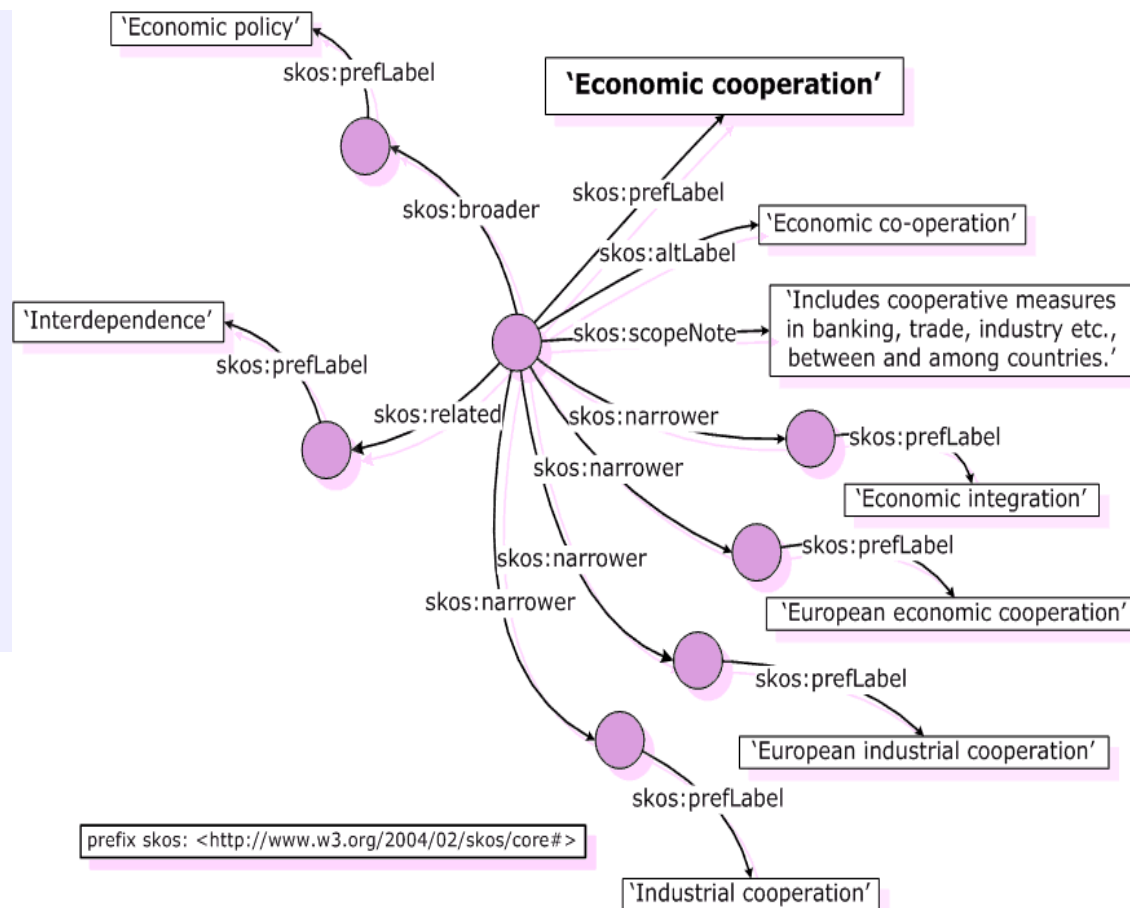 ‘Economic policy’
skos:prefLabel
‘Economic cooperation’
skos:prefLabel
skos:broader
‘Economic co-operation’
skos:altLabel
‘Includes cooperative measures
in banking, trade, industry etc.,
between and among countries.’
skos:scopeNote
‘Interdependence’
skos:prefLabel
skos:related
skos:narrower
skos:prefLabel
‘Economic integration’
skos:narrower
skos:prefLabel
‘European economic cooperation’
skos:narrower
skos:prefLabel
‘European industrial cooperation’
skos:narrower
skos:prefLabel
‘Industrial cooperation’
prefix skos: <http://www.w3.org/2004/02/skos/core#>